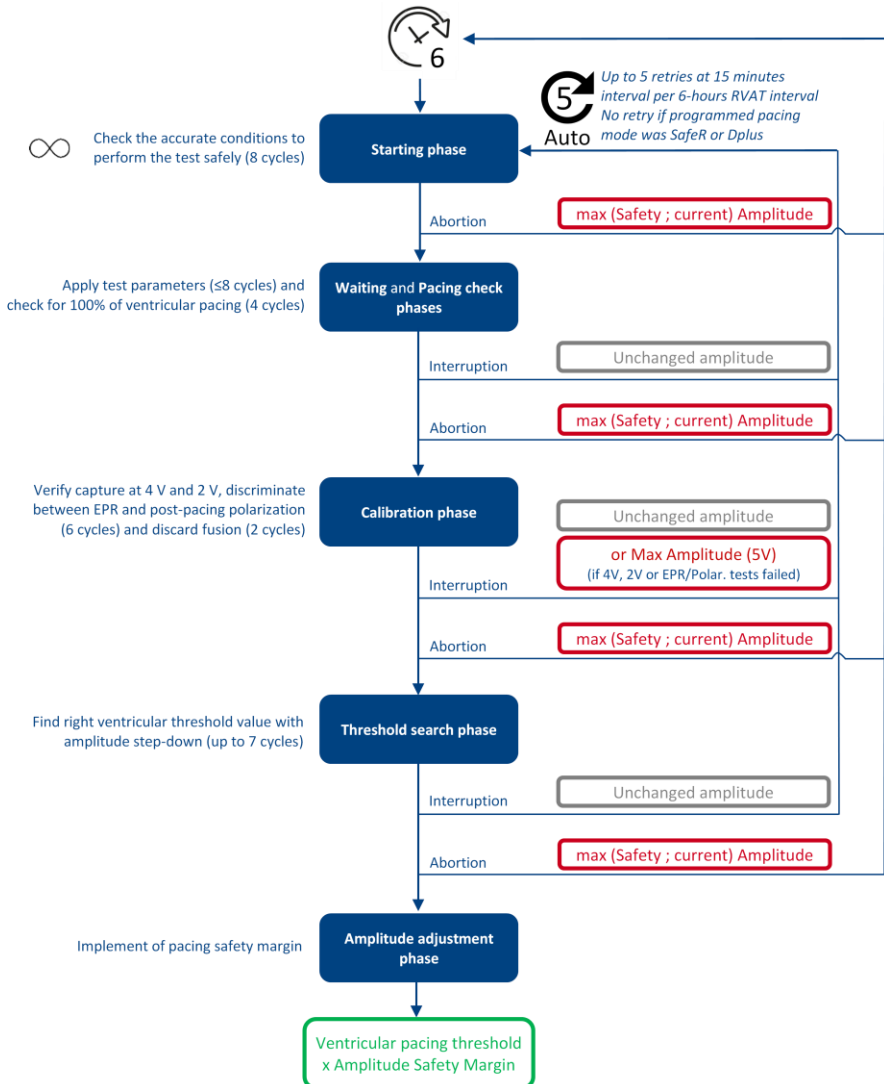 6
5
Auto
Up to 5 retries at 15 minutes
interval per 6-hours RVAT interval
No retry if programmed pacing
mode was SafeR or Dplus
Check the accurate conditions to
perform the test safely (8 cycles)
Starting phase
Abortion
max (Safety ; current) Amplitude
Apply test parameters (≤8 cycles) and
check for 100% of ventricular pacing (4 cycles)
Waiting and Pacing check
phases
Interruption
Unchanged amplitude
Abortion
max (Safety ; current) Amplitude
Verify capture at 4 V and 2 V, discriminate
between EPR and post-pacing polarization
(6 cycles) and discard fusion (2 cycles)
Calibration phase
Unchanged amplitude
or Max Amplitude (5V)
(if 4V, 2V or EPR/Polar. tests failed)
Interruption
Abortion
max (Safety ; current) Amplitude
Find right ventricular threshold value with
amplitude step-down (up to 7 cycles)
Threshold search phase
Interruption
Unchanged amplitude
Abortion
max (Safety ; current) Amplitude
Implement of pacing safety margin
Amplitude adjustment
phase
Ventricular pacing threshold
x Amplitude Safety Margin